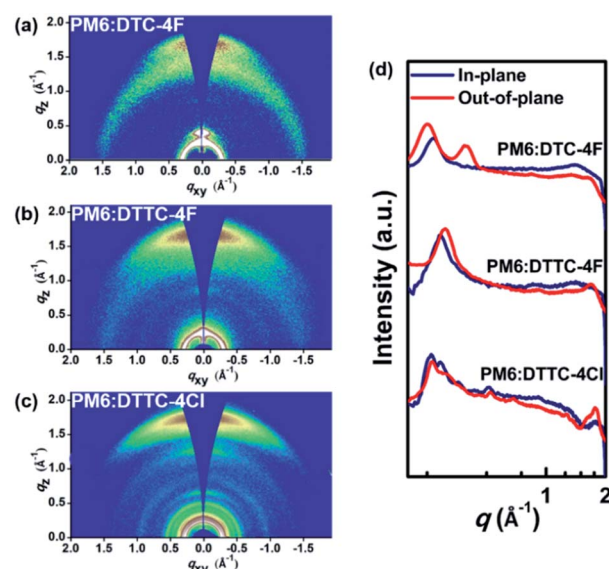 (a)
PM6:DTC-4F
2.0
1.5
1.0
0.5
0.0
qz (Å-1)
1.5 1.0 0.5 0.0 -0.5 -1.0 -1.5
qxy (Å-1)
(b)
PM6:DTTC-4F
2.0
1.5
1.0
0.5
0.0
qz (Å-1)
2.0 1.5 1.0 0.5 0.0 -0.5 -1.0 -1.5
qxy (Å-1)
(c)
PM6:DTTC-4Cl
2.0
1.5
1.0
0.5
0.0
qz (Å-1)
2.0 1.5 1.0 0.5 0.0 -0.5 -1.0 -1.5
qxy (Å-1)
(d)
In-plane
Out-of-plane
PM6:DTC-4F
PM6:DTTC-4F
PM6:DTTC-4Cl
Intensity (a.u.)
1 2
q (Å-1)